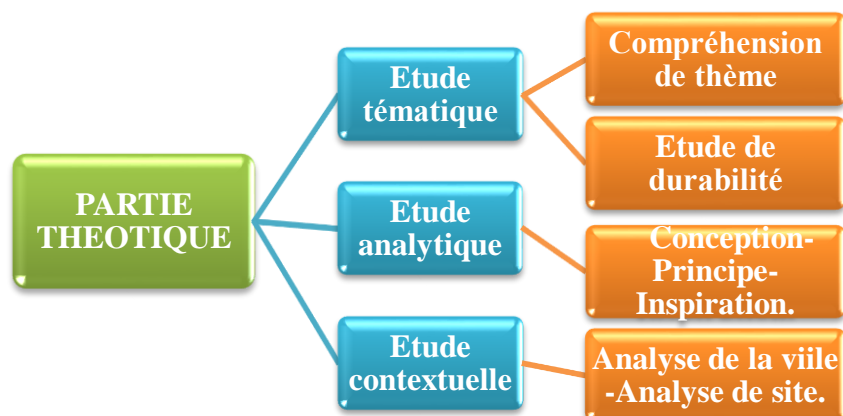 PARTIE
THEOTIQUE
Etude
tématique
Compréhension
de thème
Etude de
durabilité
Etude
analytique
Conception-
Principe-
Inspiration.
Etude
contextuelle
Analyse de la viile
-Analyse de site.